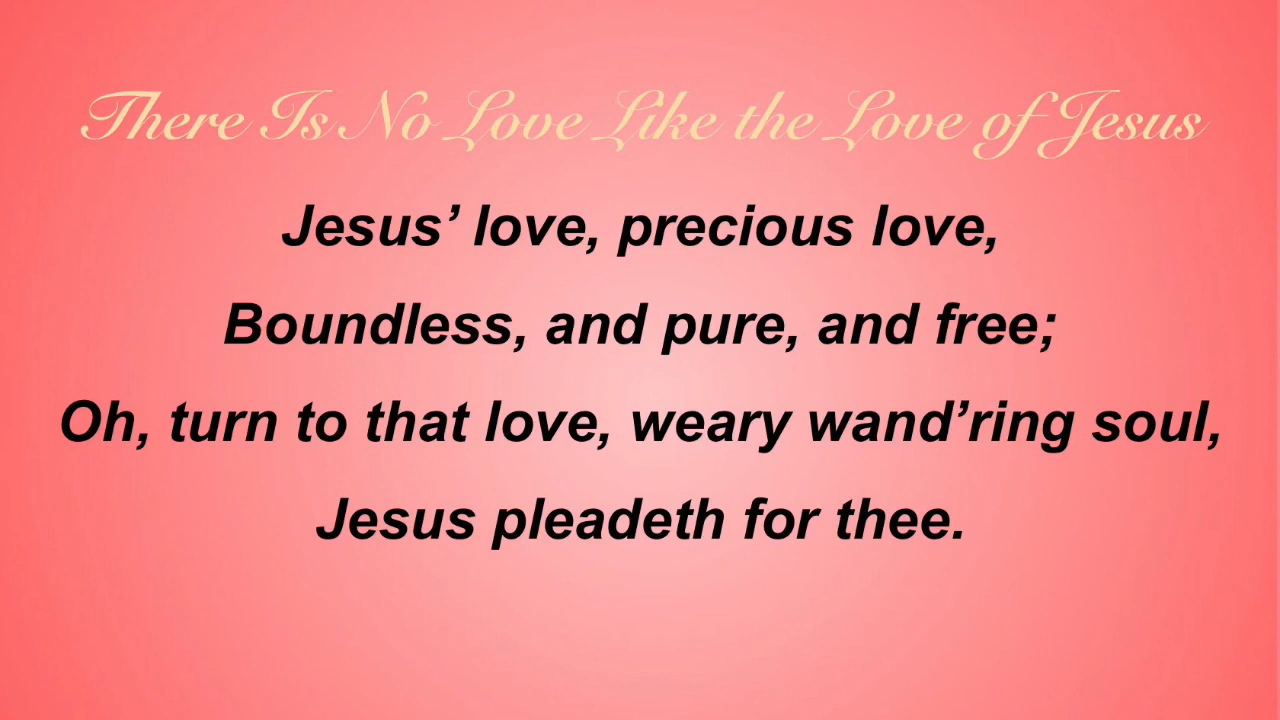 There Is No Love Like the Love of Jesus
Jesus’ love, precious love,
Boundless, and pure, and free;
Oh, turn to that love, weary wand’ring soul,
Jesus pleadeth for thee.